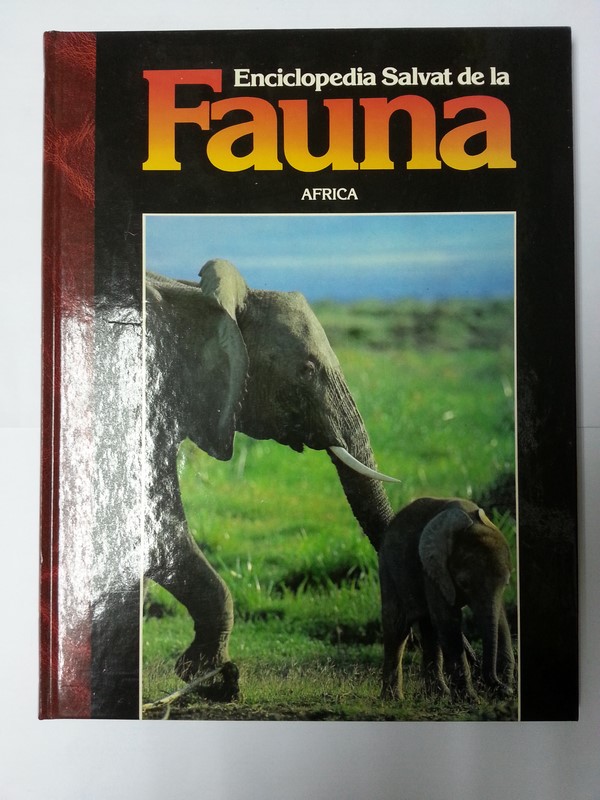 Enciclopedia Salvat de la
Fauna
AFRICA